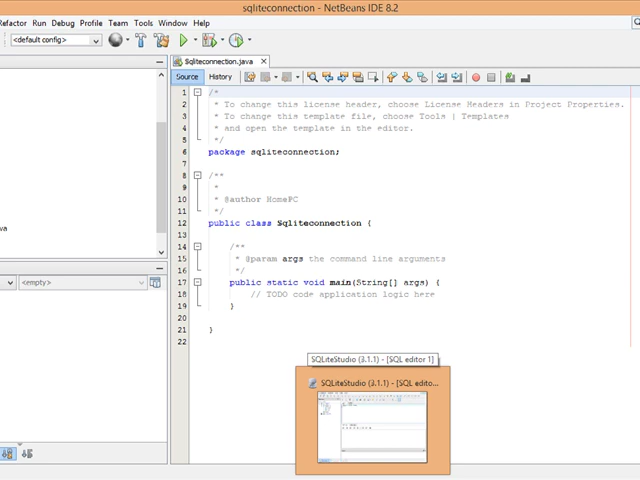 sqliteconnection - NetBeans IDE 8.2
Refactor Run Debug Profile Team Tools Window Help
<default config>
Sqliteconnection.java
Source History
1 /*
2 * To change this license header, choose License Headers in Project Properties.
3 * To change this template file, choose Tools | Templates
4 * and open the template in the editor.
5 */
6 package sqliteconnection;
7
8 /**
9 *
10 * @author HomePC
11 */
12 public class Sqliteconnection {
13
14 /**
15 * @param args the command line arguments
16 */
17 public static void main(String[] args) {
18 // TODO code application logic here
19 }
20
21 }
22
va
<empty>
SQLiteStudio (3.1.1) - [SQL editor 1]
SQLiteStudio (3.1.1) - [SQL edito...